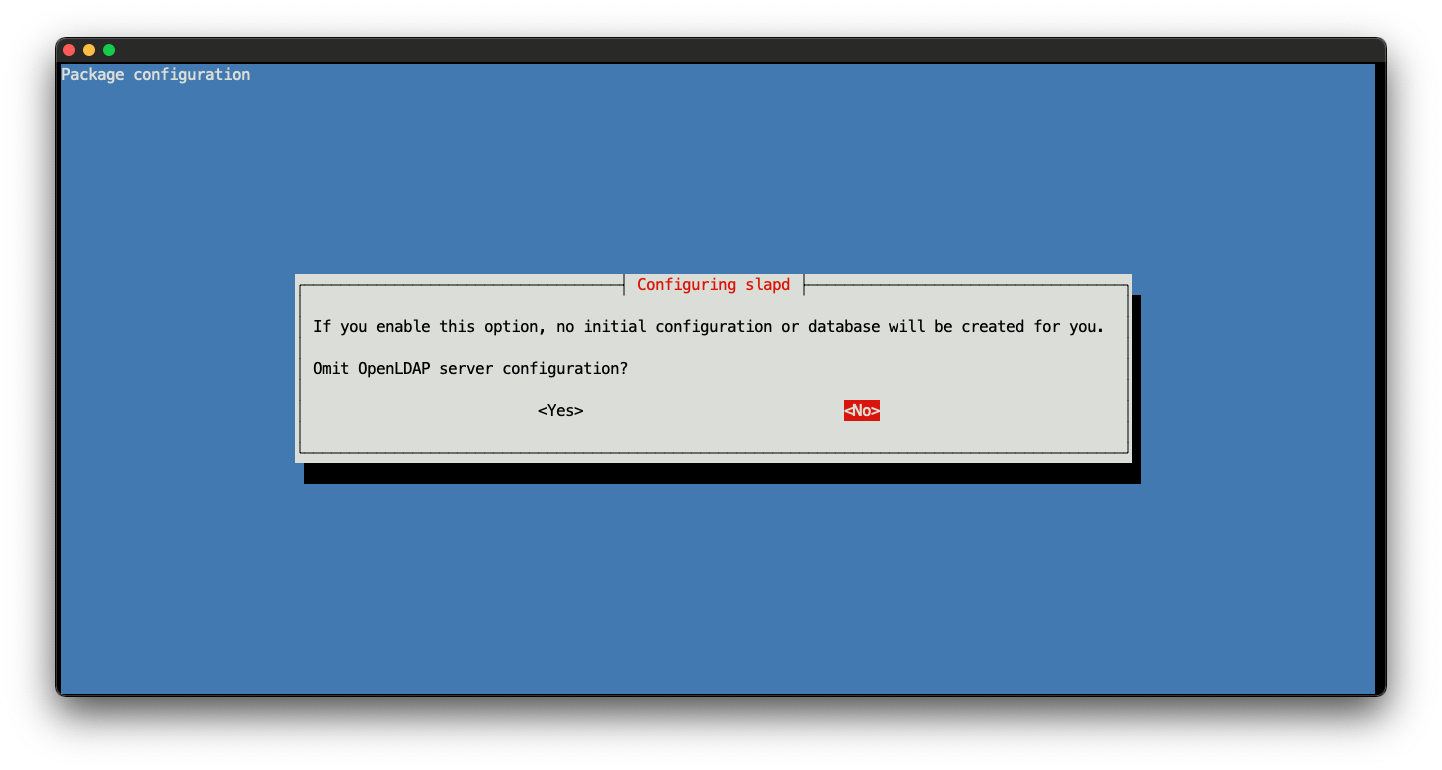 Package configuration
Configuring slapd
If you enable this option, no initial configuration or database will be created for you.
Omit OpenLDAP server configuration?
<Yes> <No>